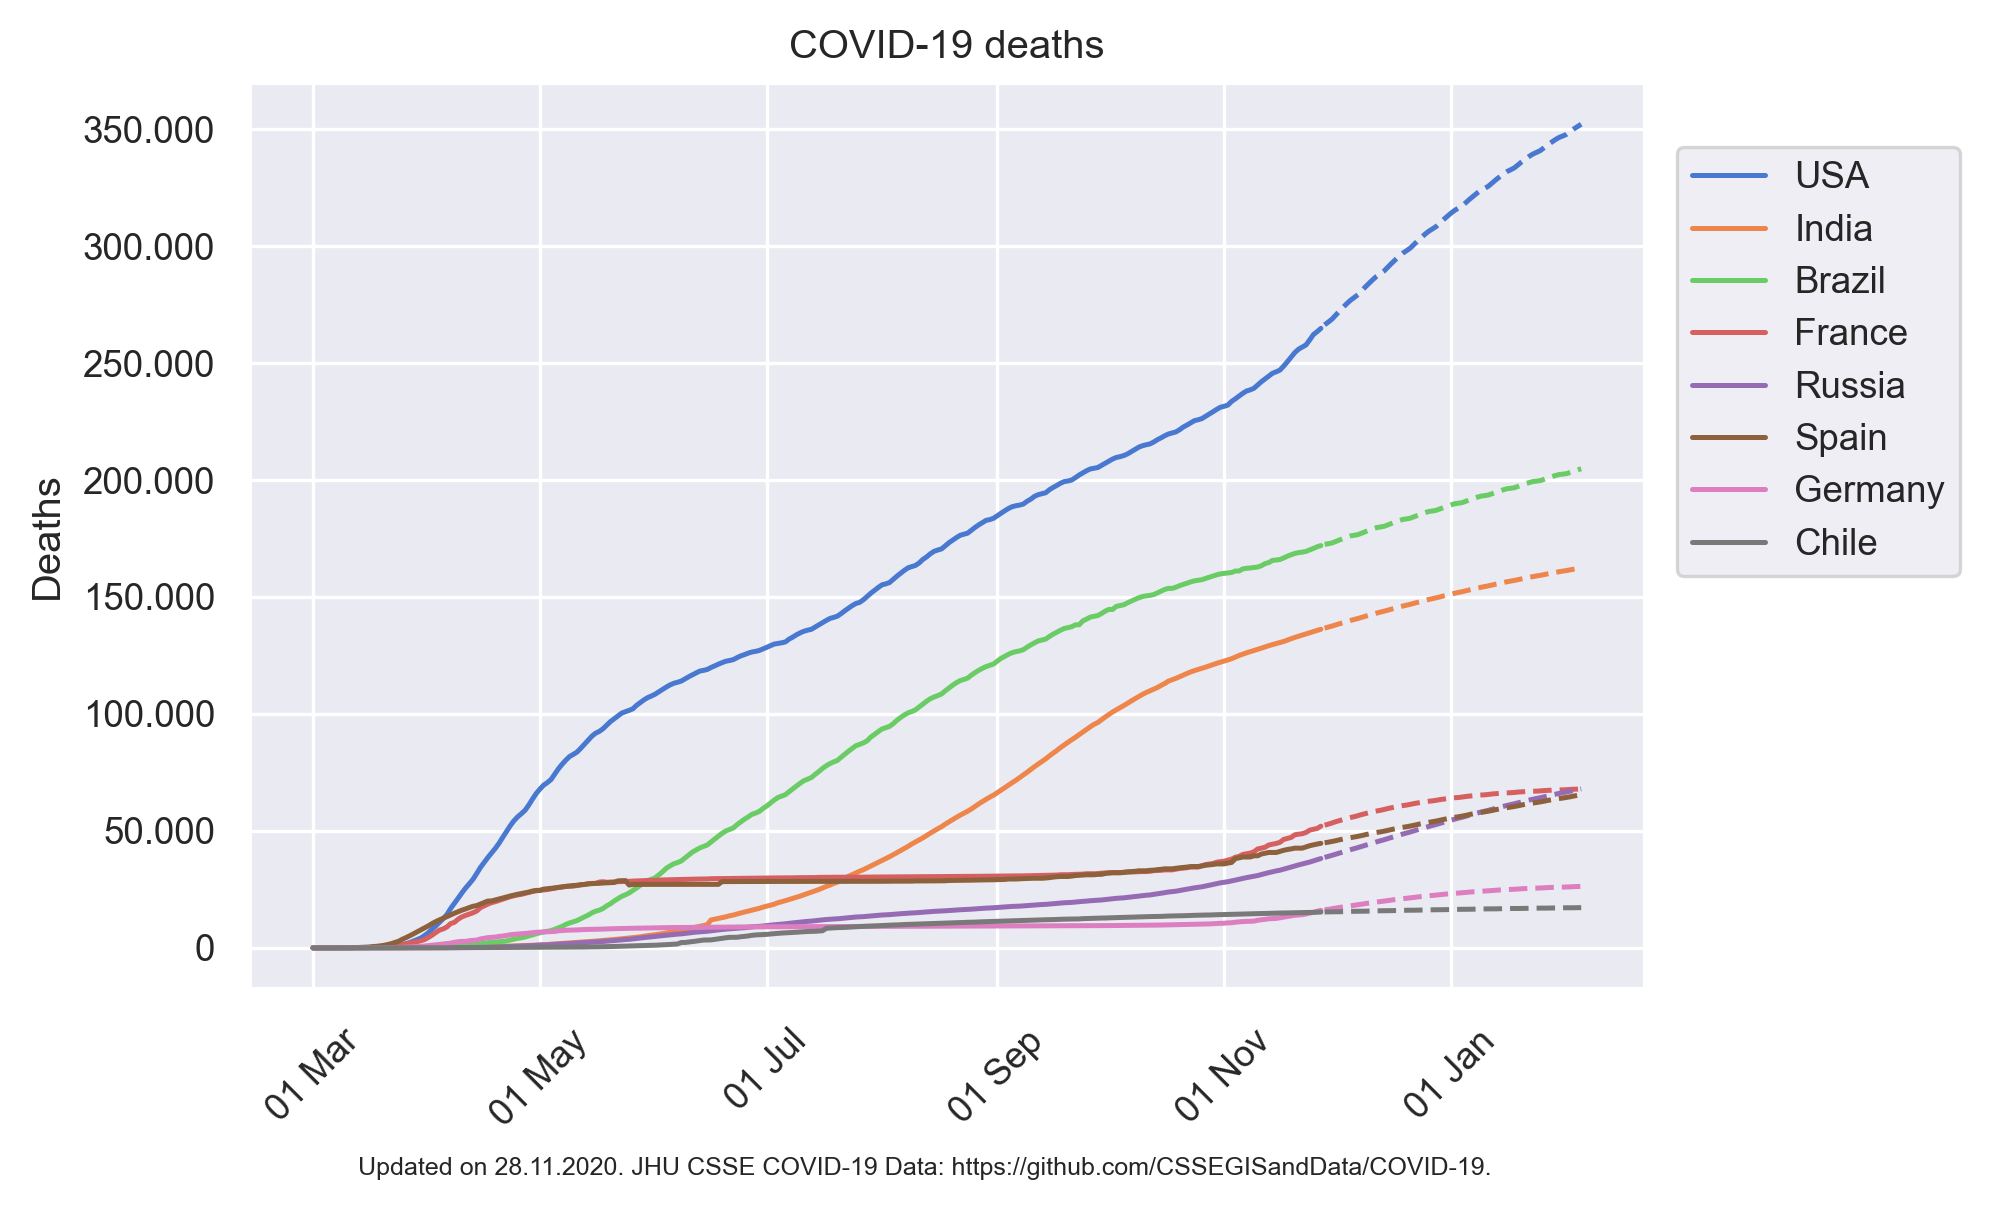 COVID-19 deaths
350.000
300.000
250.000
200.000
150.000
100.000
50.000
0
Deaths
01 Mar
01 May
01 Jul
01 Sep
01 Nov
01 Jan
USA
India
Brazil
France
Russia
Spain
Germany
Chile
Updated on 28.11.2020. JHU CSSE COVID-19 Data: https://github.com/CSSEGISandData/COVID-19.